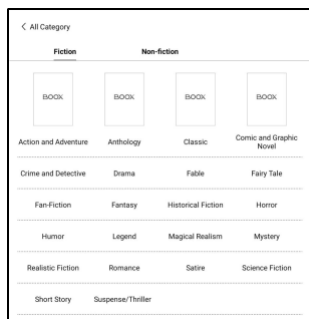 All Category
Fiction Non-fiction
BOOX BOOX BOOX BOOX
Action and Adventure Anthology Classic Comic and Graphic
Novel
Crime and Detective Drama Fable Fairy Tale
Fan-Fiction Fantasy Historical Fiction Horror
Humor Legend Magical Realism Mystery
Realistic Fiction Romance Satire Science Fiction
Short Story Suspense/Thriller